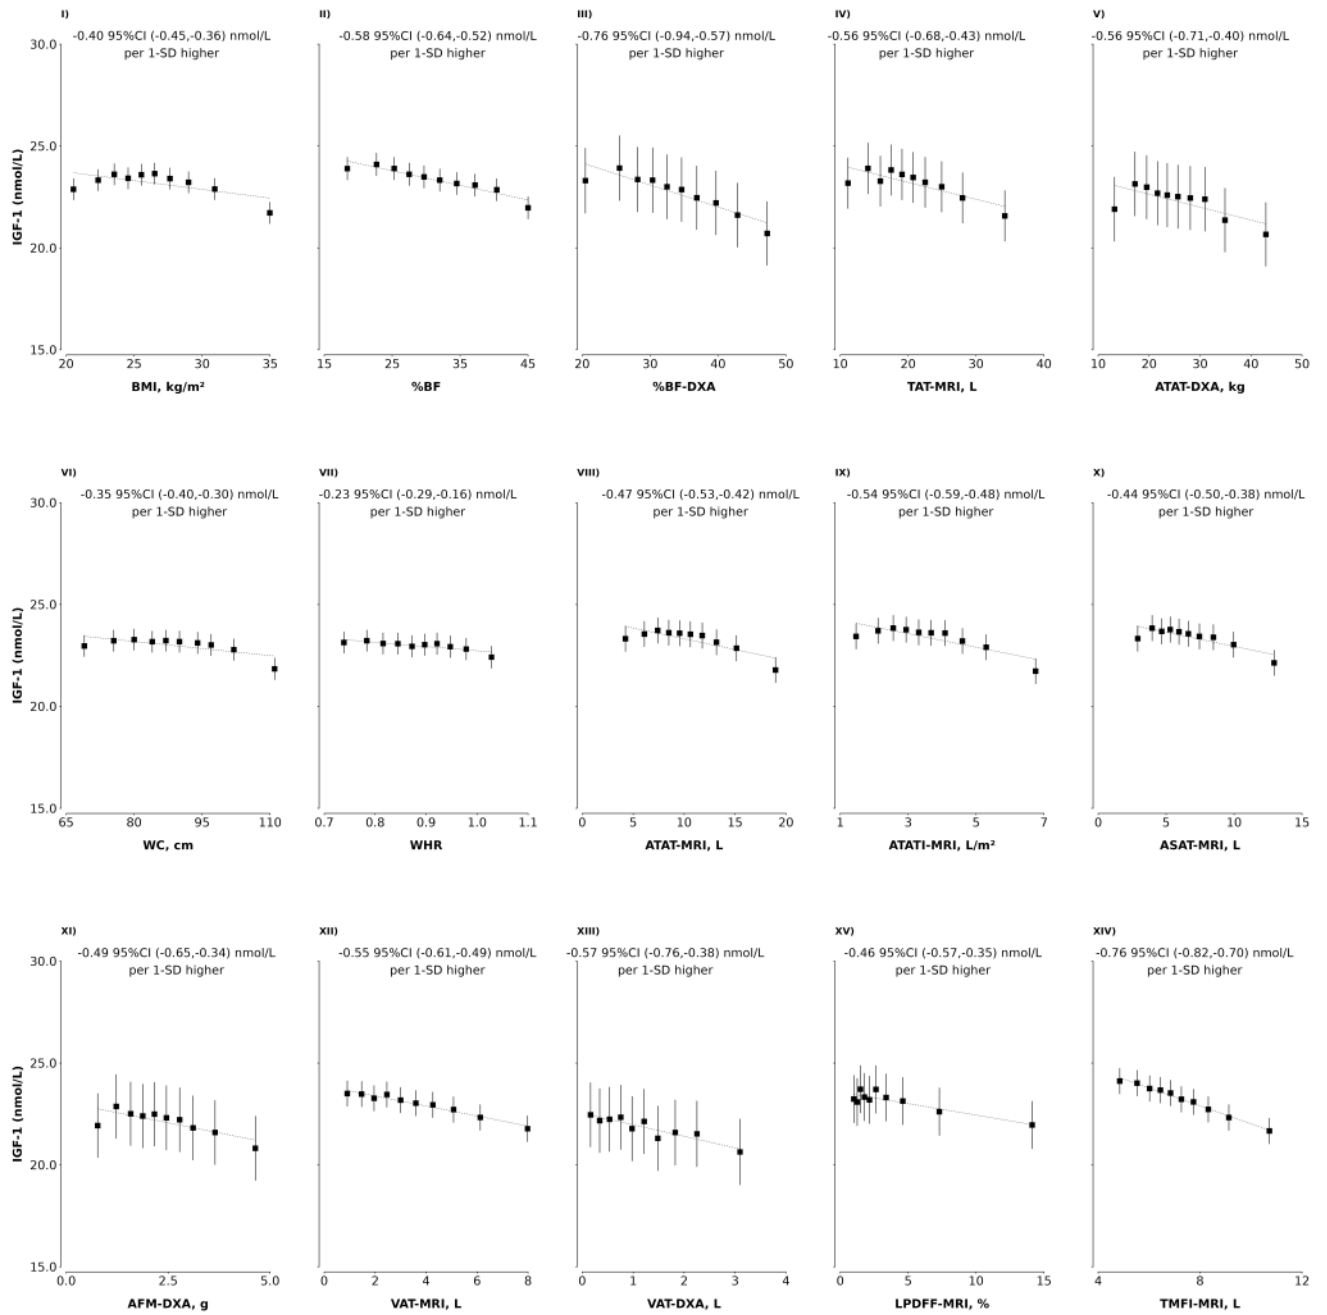 I) II) III) IV) V)
-0.40 95%CI (-0.45,-0.36) nmol/L -0.58 95%CI (-0.64,-0.52) nmol/L -0.76 95%CI (-0.94,-0.57) nmol/L -0.56 95%CI (-0.68,-0.43) nmol/L -0.56 95%CI (-0.71,-0.40) nmol/L
per 1-SD higher per 1-SD higher per 1-SD higher per 1-SD higher per 1-SD higher
30.0
25.0
IGF-1 (nmol/L)
20.0
15.0
20 25 30 35 15 25 35 45 20 30 40 50 10 20 30 40 10 20 30 40 50
BMI, kg/m² %BF %BF-DXA TAT-MRI, L ATAT-DXA, kg
VI) VII) VIII) IX) X)
-0.35 95%CI (-0.40,-0.30) nmol/L -0.23 95%CI (-0.29,-0.16) nmol/L -0.47 95%CI (-0.53,-0.42) nmol/L -0.54 95%CI (-0.59,-0.48) nmol/L -0.44 95%CI (-0.50,-0.38) nmol/L
per 1-SD higher per 1-SD higher per 1-SD higher per 1-SD higher per 1-SD higher
30.0
25.0
IGF-1 (nmol/L)
20.0
15.0
65 80 95 110 0.7 0.8 0.9 1.0 1.1 0 5 10 15 20 1 3 5 7 0 5 10 15
WC, cm WHR ATAT-MRI, L ATATI-MRI, L/m² ASAT-MRI, L
XI) XII) XIII) XV) XIV)
-0.49 95%CI (-0.65,-0.34) nmol/L -0.55 95%CI (-0.61,-0.49) nmol/L -0.57 95%CI (-0.76,-0.38) nmol/L -0.46 95%CI (-0.57,-0.35) nmol/L -0.76 95%CI (-0.82,-0.70) nmol/L
per 1-SD higher per 1-SD higher per 1-SD higher per 1-SD higher per 1-SD higher
30.0
25.0
IGF-1 (nmol/L)
20.0
15.0
0.0 2.5 5.0 0 2 4 6 8 0 1 2 3 4 0 5 10 15 4 8 12
AFM-DXA, g VAT-MRI, L VAT-DXA, L LPDFF-MRI, % TMFI-MRI, L